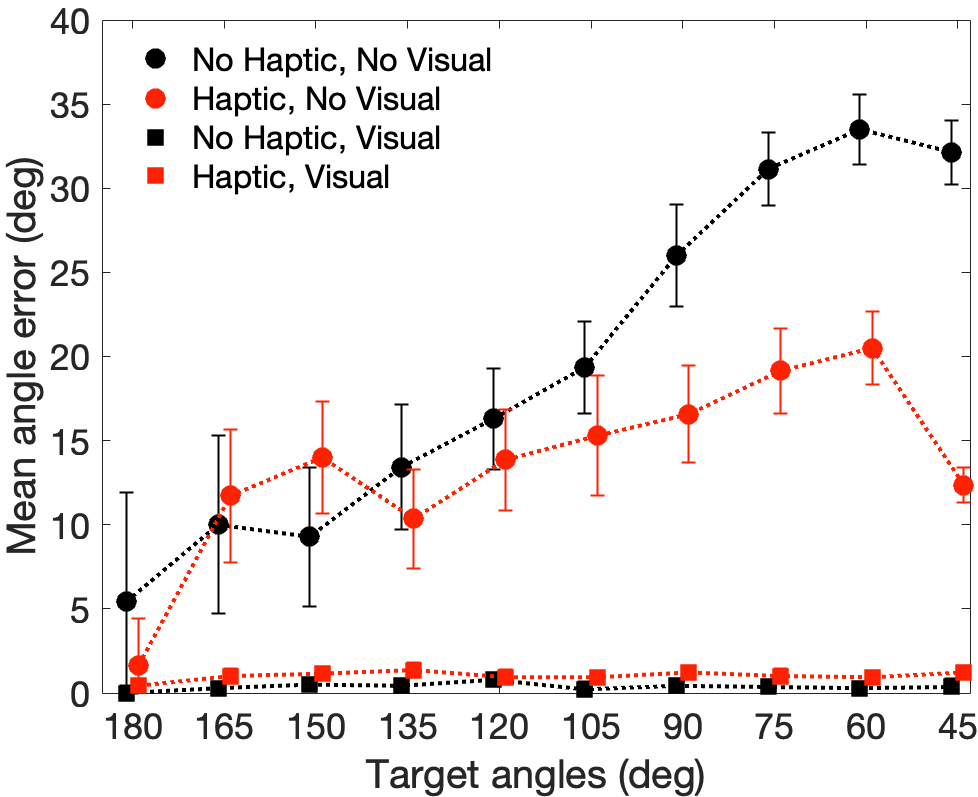 40
35
30
25
20
15
10
5
0
Mean angle error (deg)
No Haptic, No Visual
Haptic, No Visual
No Haptic, Visual
Haptic, Visual
180 165 150 135 120 105 90 75 60 45
Target angles (deg)